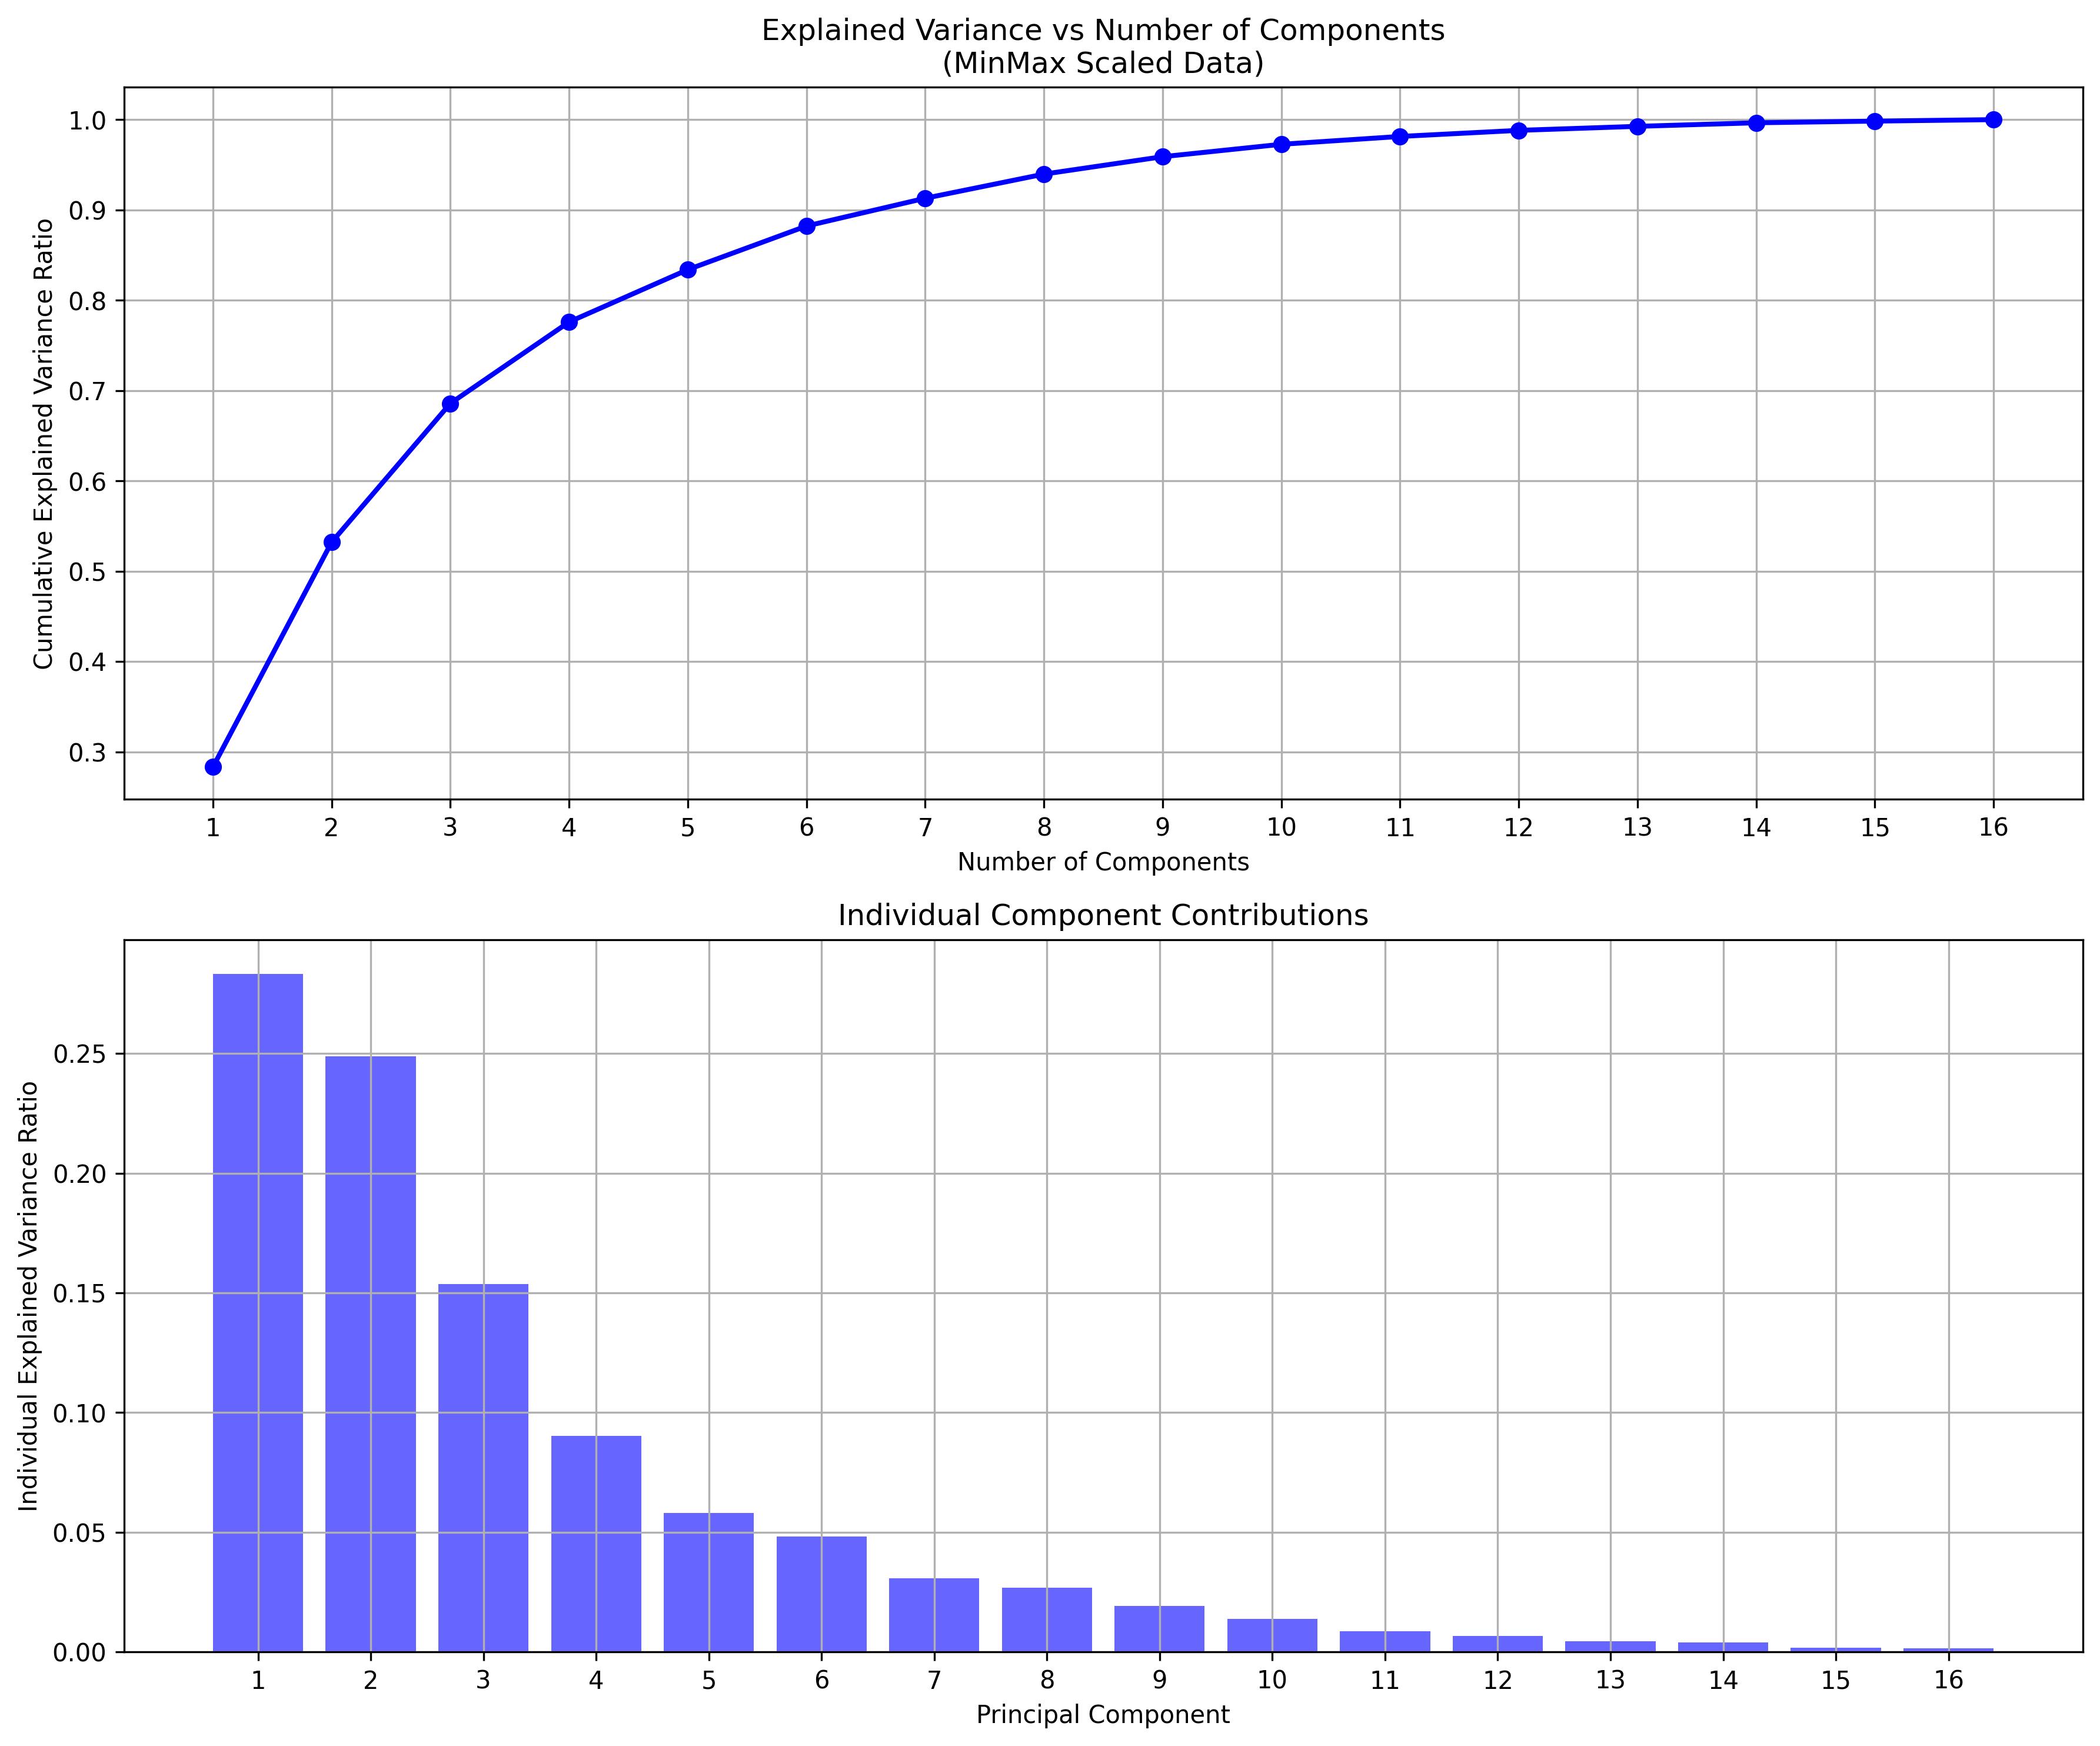 Explained Variance vs Number of Components
(MinMax Scaled Data)
Cumulative Explained Variance Ratio
1.0
0.9
0.8
0.7
0.6
0.5
0.4
0.3
1 2 3 4 5 6 7 8 9 10 11 12 13 14 15 16
Number of Components
Individual Component Contributions
Individual Explained Variance Ratio
0.25
0.20
0.15
0.10
0.05
0.00
1 2 3 4 5 6 7 8 9 10 11 12 13 14 15 16
Principal Component